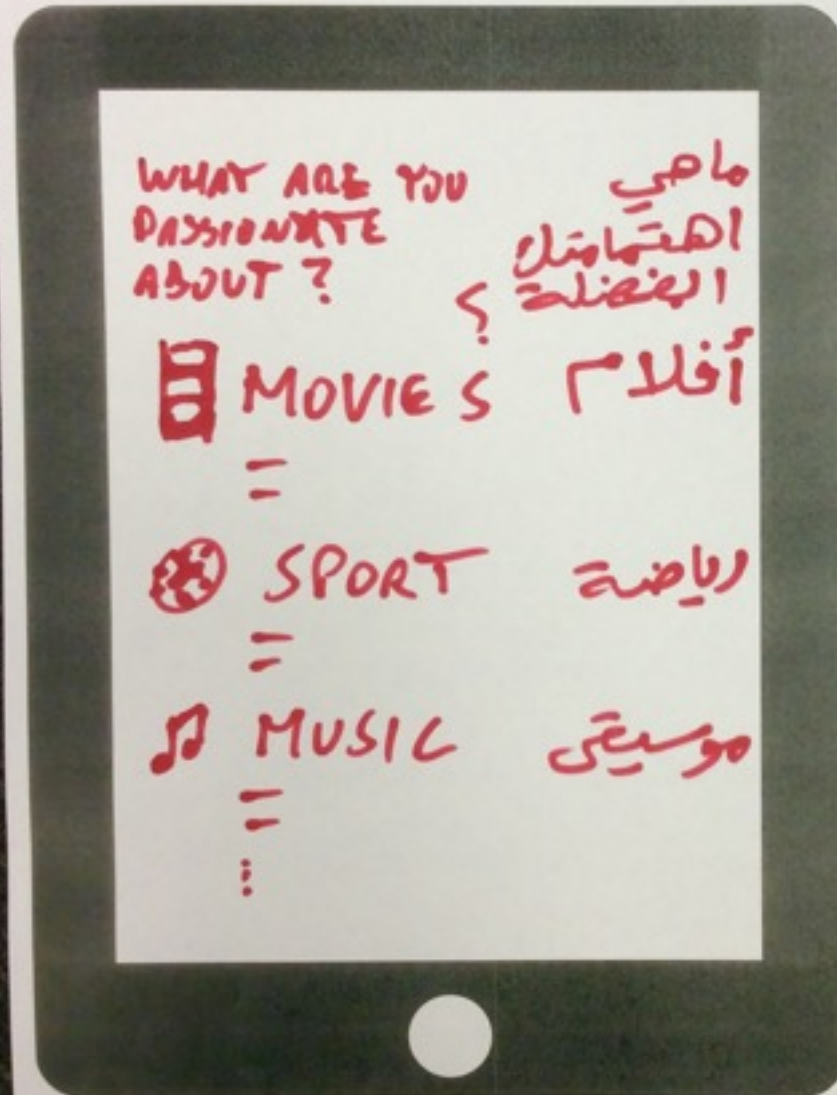 WHAT ARE YOU
PASSIONATE
ABOUT ?
ماهي
اهتماماتك
المفضلة
؟
MOVIES أفلام
SPORT رياضة
MUSIC موسيقى
...